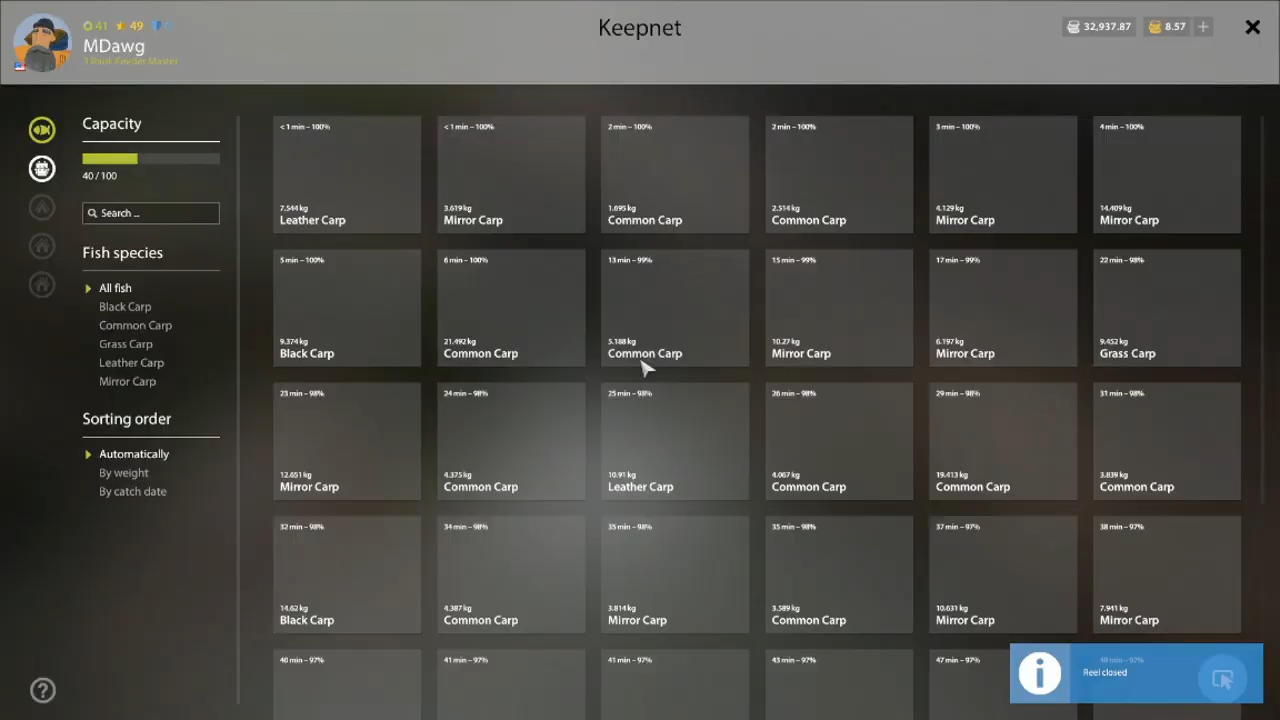 41 49
Keepnet
32,937.87 8.57 +
MDawg
Capacity
40 / 100
Search ...
Fish species
All fish
Black Carp
Common Carp
Grass Carp
Leather Carp
Mirror Carp
Sorting order
Automatically
By weight
By catch date
< 1 min – 100%
7.544 kg
Leather Carp
< 1 min – 100%
3.619 kg
Mirror Carp
2 min – 100%
1.695 kg
Common Carp
2 min – 100%
2.514 kg
Common Carp
3 min – 100%
4.129 kg
Mirror Carp
4 min – 100%
14.409 kg
Mirror Carp
5 min – 100%
9.374 kg
Black Carp
6 min – 100%
21.492 kg
Common Carp
13 min – 99%
5.188 kg
Common Carp
15 min – 99%
10.27 kg
Mirror Carp
17 min – 99%
6.197 kg
Mirror Carp
22 min – 98%
9.452 kg
Grass Carp
23 min – 98%
12.651 kg
Mirror Carp
24 min – 98%
4.375 kg
Common Carp
25 min – 98%
10.91 kg
Leather Carp
26 min – 98%
4.067 kg
Common Carp
29 min – 98%
19.413 kg
Common Carp
31 min – 98%
3.839 kg
Common Carp
32 min – 98%
14.62 kg
Black Carp
34 min – 98%
4.387 kg
Common Carp
35 min – 98%
3.814 kg
Mirror Carp
35 min – 98%
3.589 kg
Common Carp
37 min – 97%
10.631 kg
Mirror Carp
38 min – 97%
7.941 kg
Mirror Carp
40 min – 97%
41 min – 97%
41 min – 97%
43 min – 97%
47 min – 97%
48 min – 97%
Reel closed
?